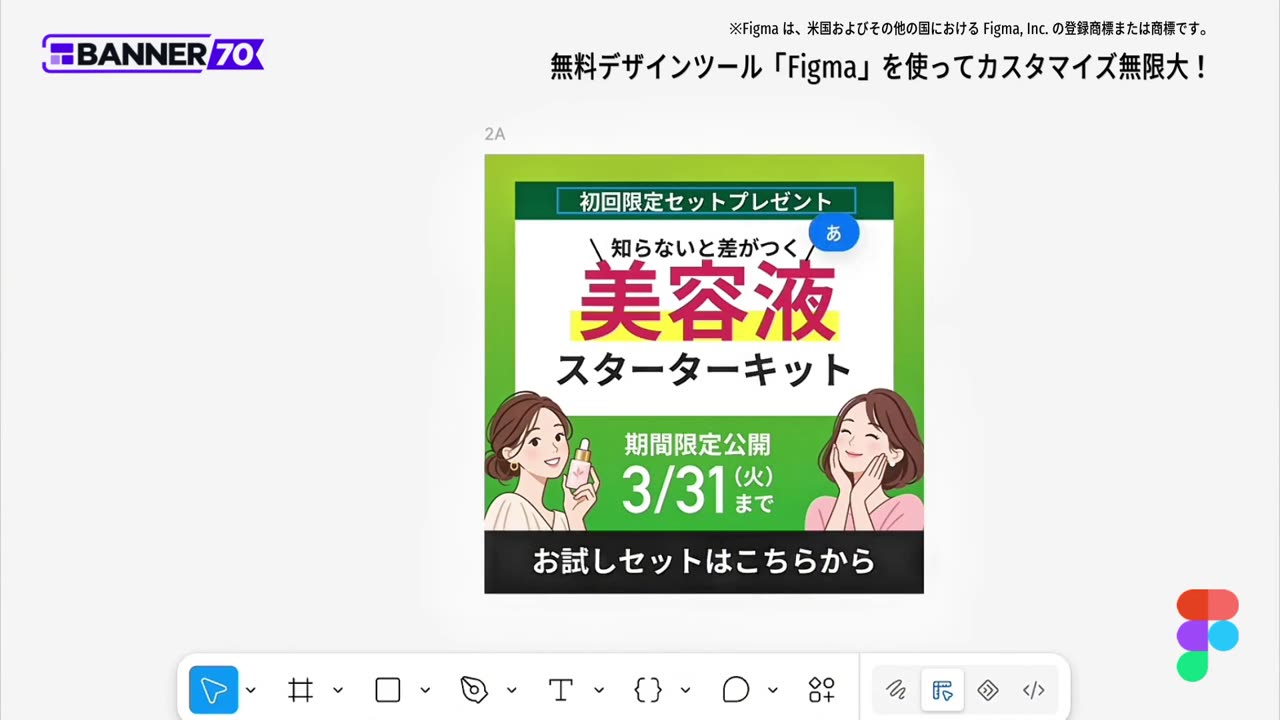 BANNER70
※Figma は、米国およびその他の国における Figma, Inc. の登録商標または商標です。
無料デザインツール「Figma」を使ってカスタマイズ無限大！
2A
初回限定セットプレゼント
あ
\ 知らないと差がつく /
美容液
スターターキット
期間限定公開
3/31(火)まで
お試しセットはこちらから